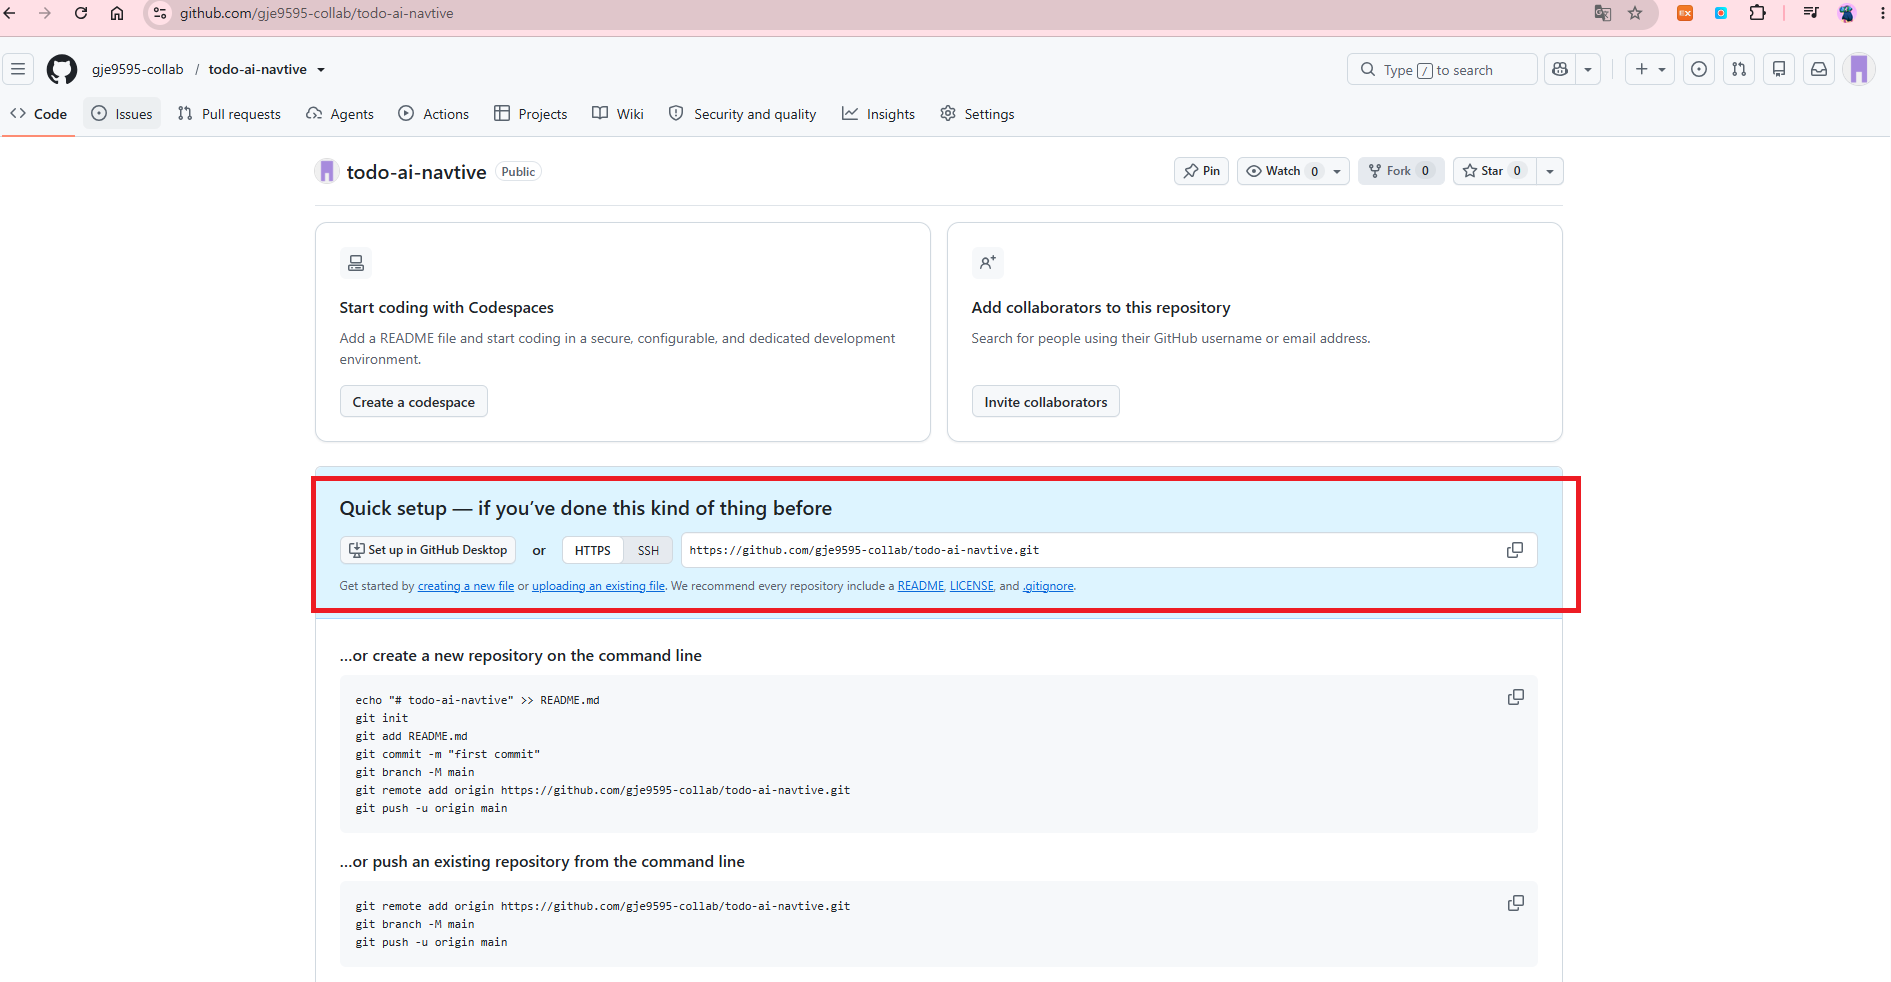 github.com/gje9595-collab/todo-ai-navtive
gje9595-collab / todo-ai-navtive
Type / to search
Code Issues Pull requests Agents Actions Projects Wiki Security and quality Insights Settings
todo-ai-navtive Public
Pin Watch 0 Fork 0 Star 0
Start coding with Codespaces
Add a README file and start coding in a secure, configurable, and dedicated development
environment.
Create a codespace
Add collaborators to this repository
Search for people using their GitHub username or email address.
Invite collaborators
Quick setup — if you’ve done this kind of thing before
Set up in GitHub Desktop or HTTPS SSH https://github.com/gje9595-collab/todo-ai-navtive.git
Get started by creating a new file or uploading an existing file. We recommend every repository include a README, LICENSE, and .gitignore.
…or create a new repository on the command line
echo "# todo-ai-navtive" >> README.md
git init
git add README.md
git commit -m "first commit"
git branch -M main
git remote add origin https://github.com/gje9595-collab/todo-ai-navtive.git
git push -u origin main
…or push an existing repository from the command line
git remote add origin https://github.com/gje9595-collab/todo-ai-navtive.git
git branch -M main
git push -u origin main